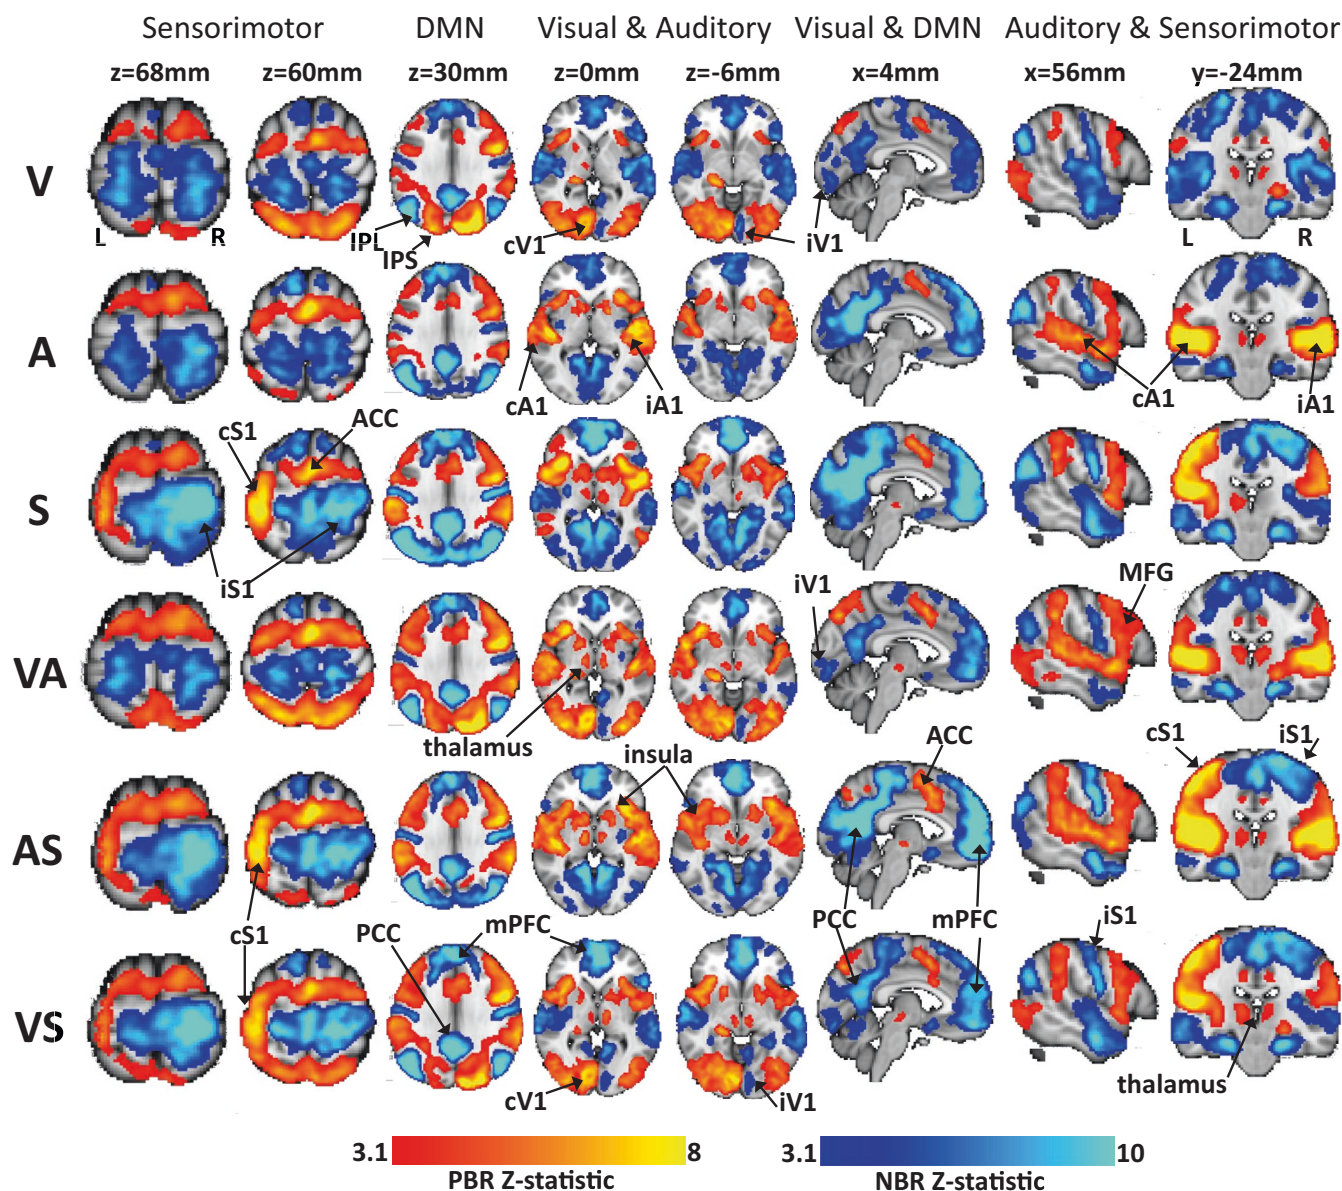 Sensorimotor DMN Visual & Auditory Visual & DMN Auditory & Sensorimotor
z=68mm z=60mm z=30mm z=0mm z=-6mm x=4mm x=56mm y=-24mm
V
L R IPL IPS cV1 iV1 L R
A
cA1 iA1 cA1 iA1
cS1 ACC
S
iS1 iV1 MFG
VA
thalamus insula ACC cS1 iS1
AS
cS1 PCC mPFC PCC mPFC iS1
VS
cV1 iV1 thalamus
3.1 8 3.1 10
PBR Z-statistic NBR Z-statistic